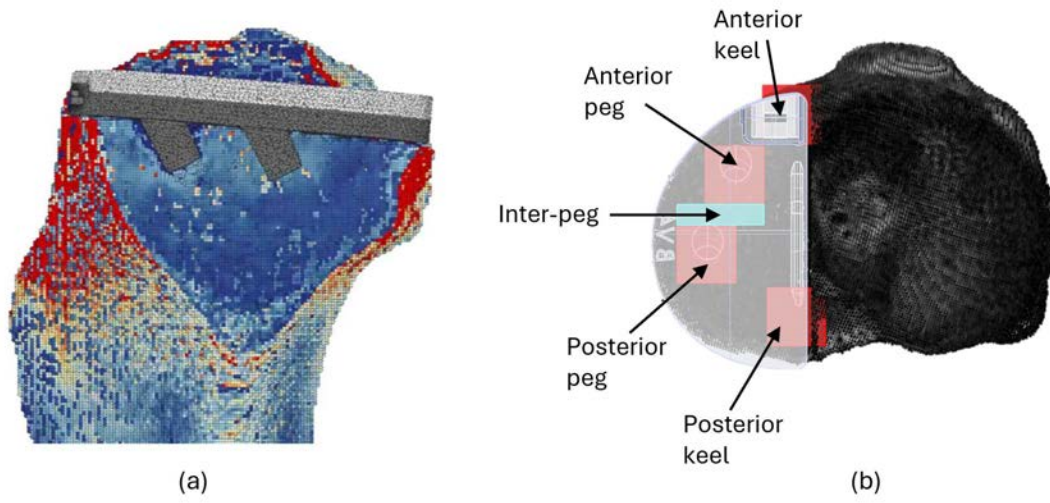 Anterior
keel
Anterior
peg
Inter-peg
Posterior
peg
Posterior
keel
(a)
(b)